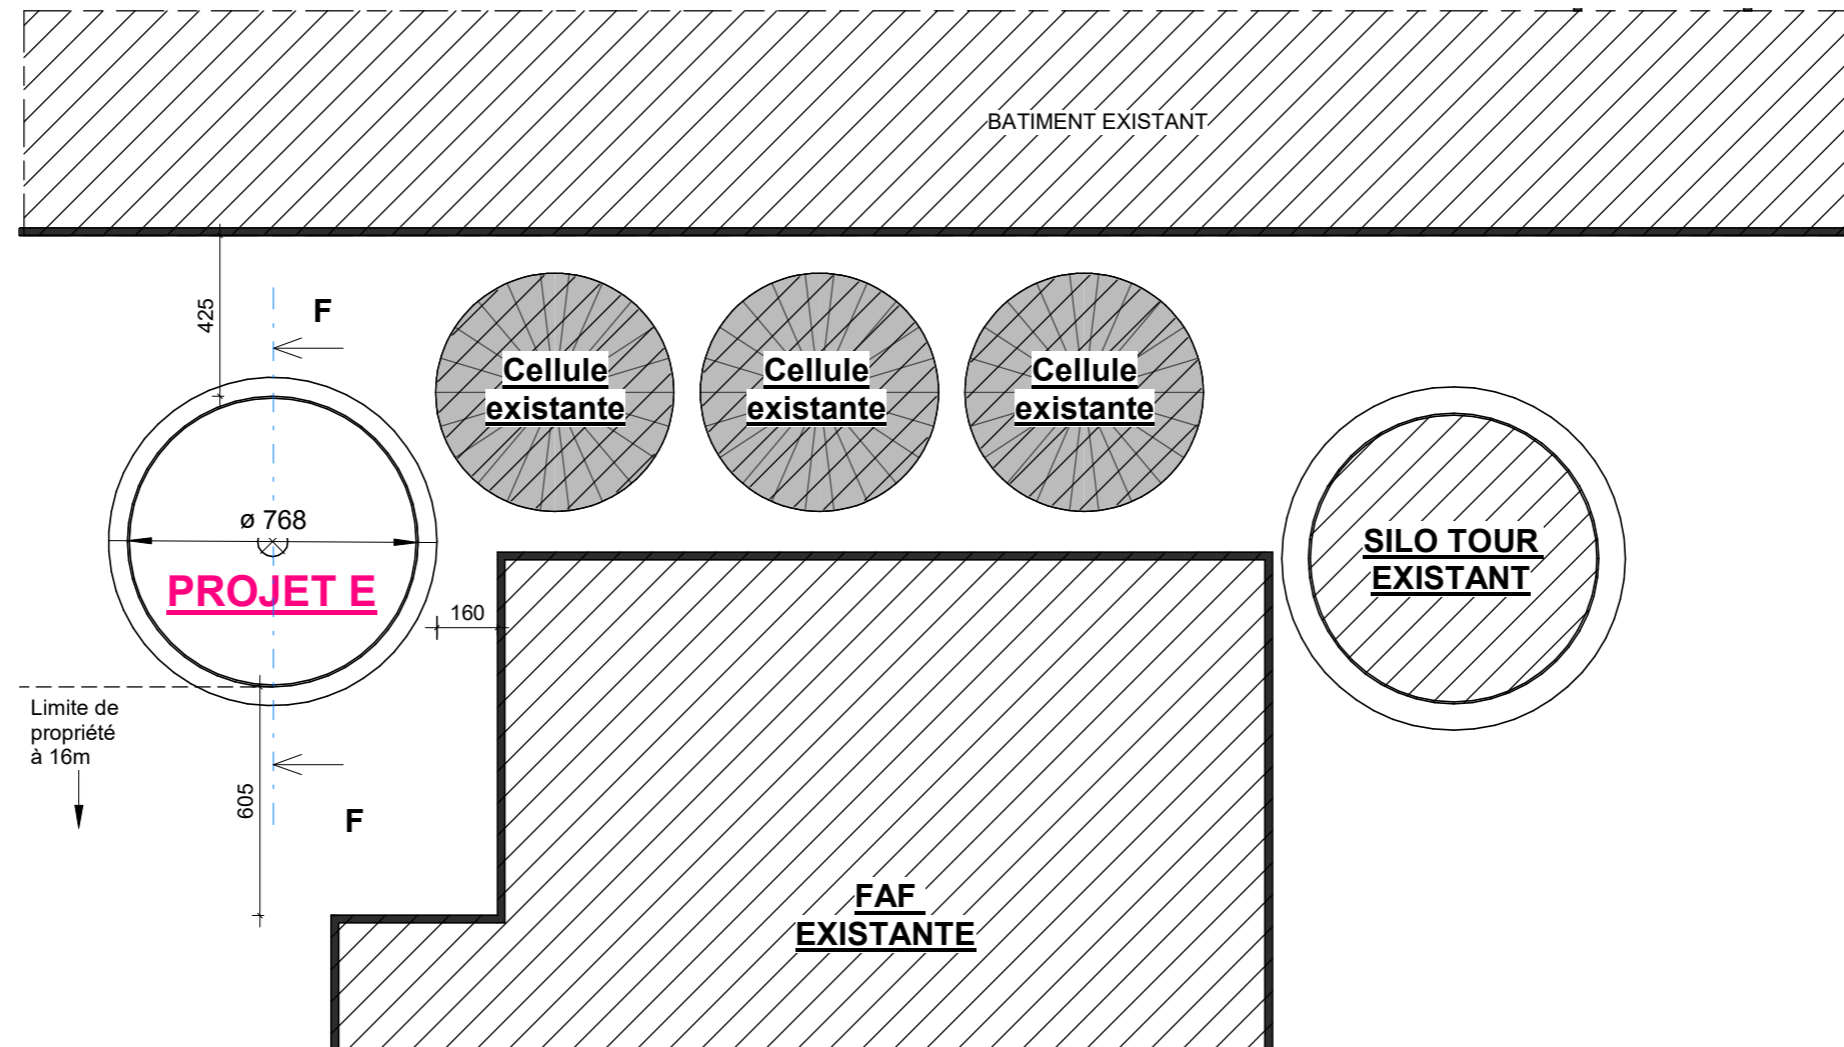 BATIMENT EXISTANT
425
F
Cellule
existante
Cellule
existante
Cellule
existante
ø 768
PROJET E
160
SILO TOUR
EXISTANT
Limite de
propriété
à 16m
605
F
FAF
EXISTANTE